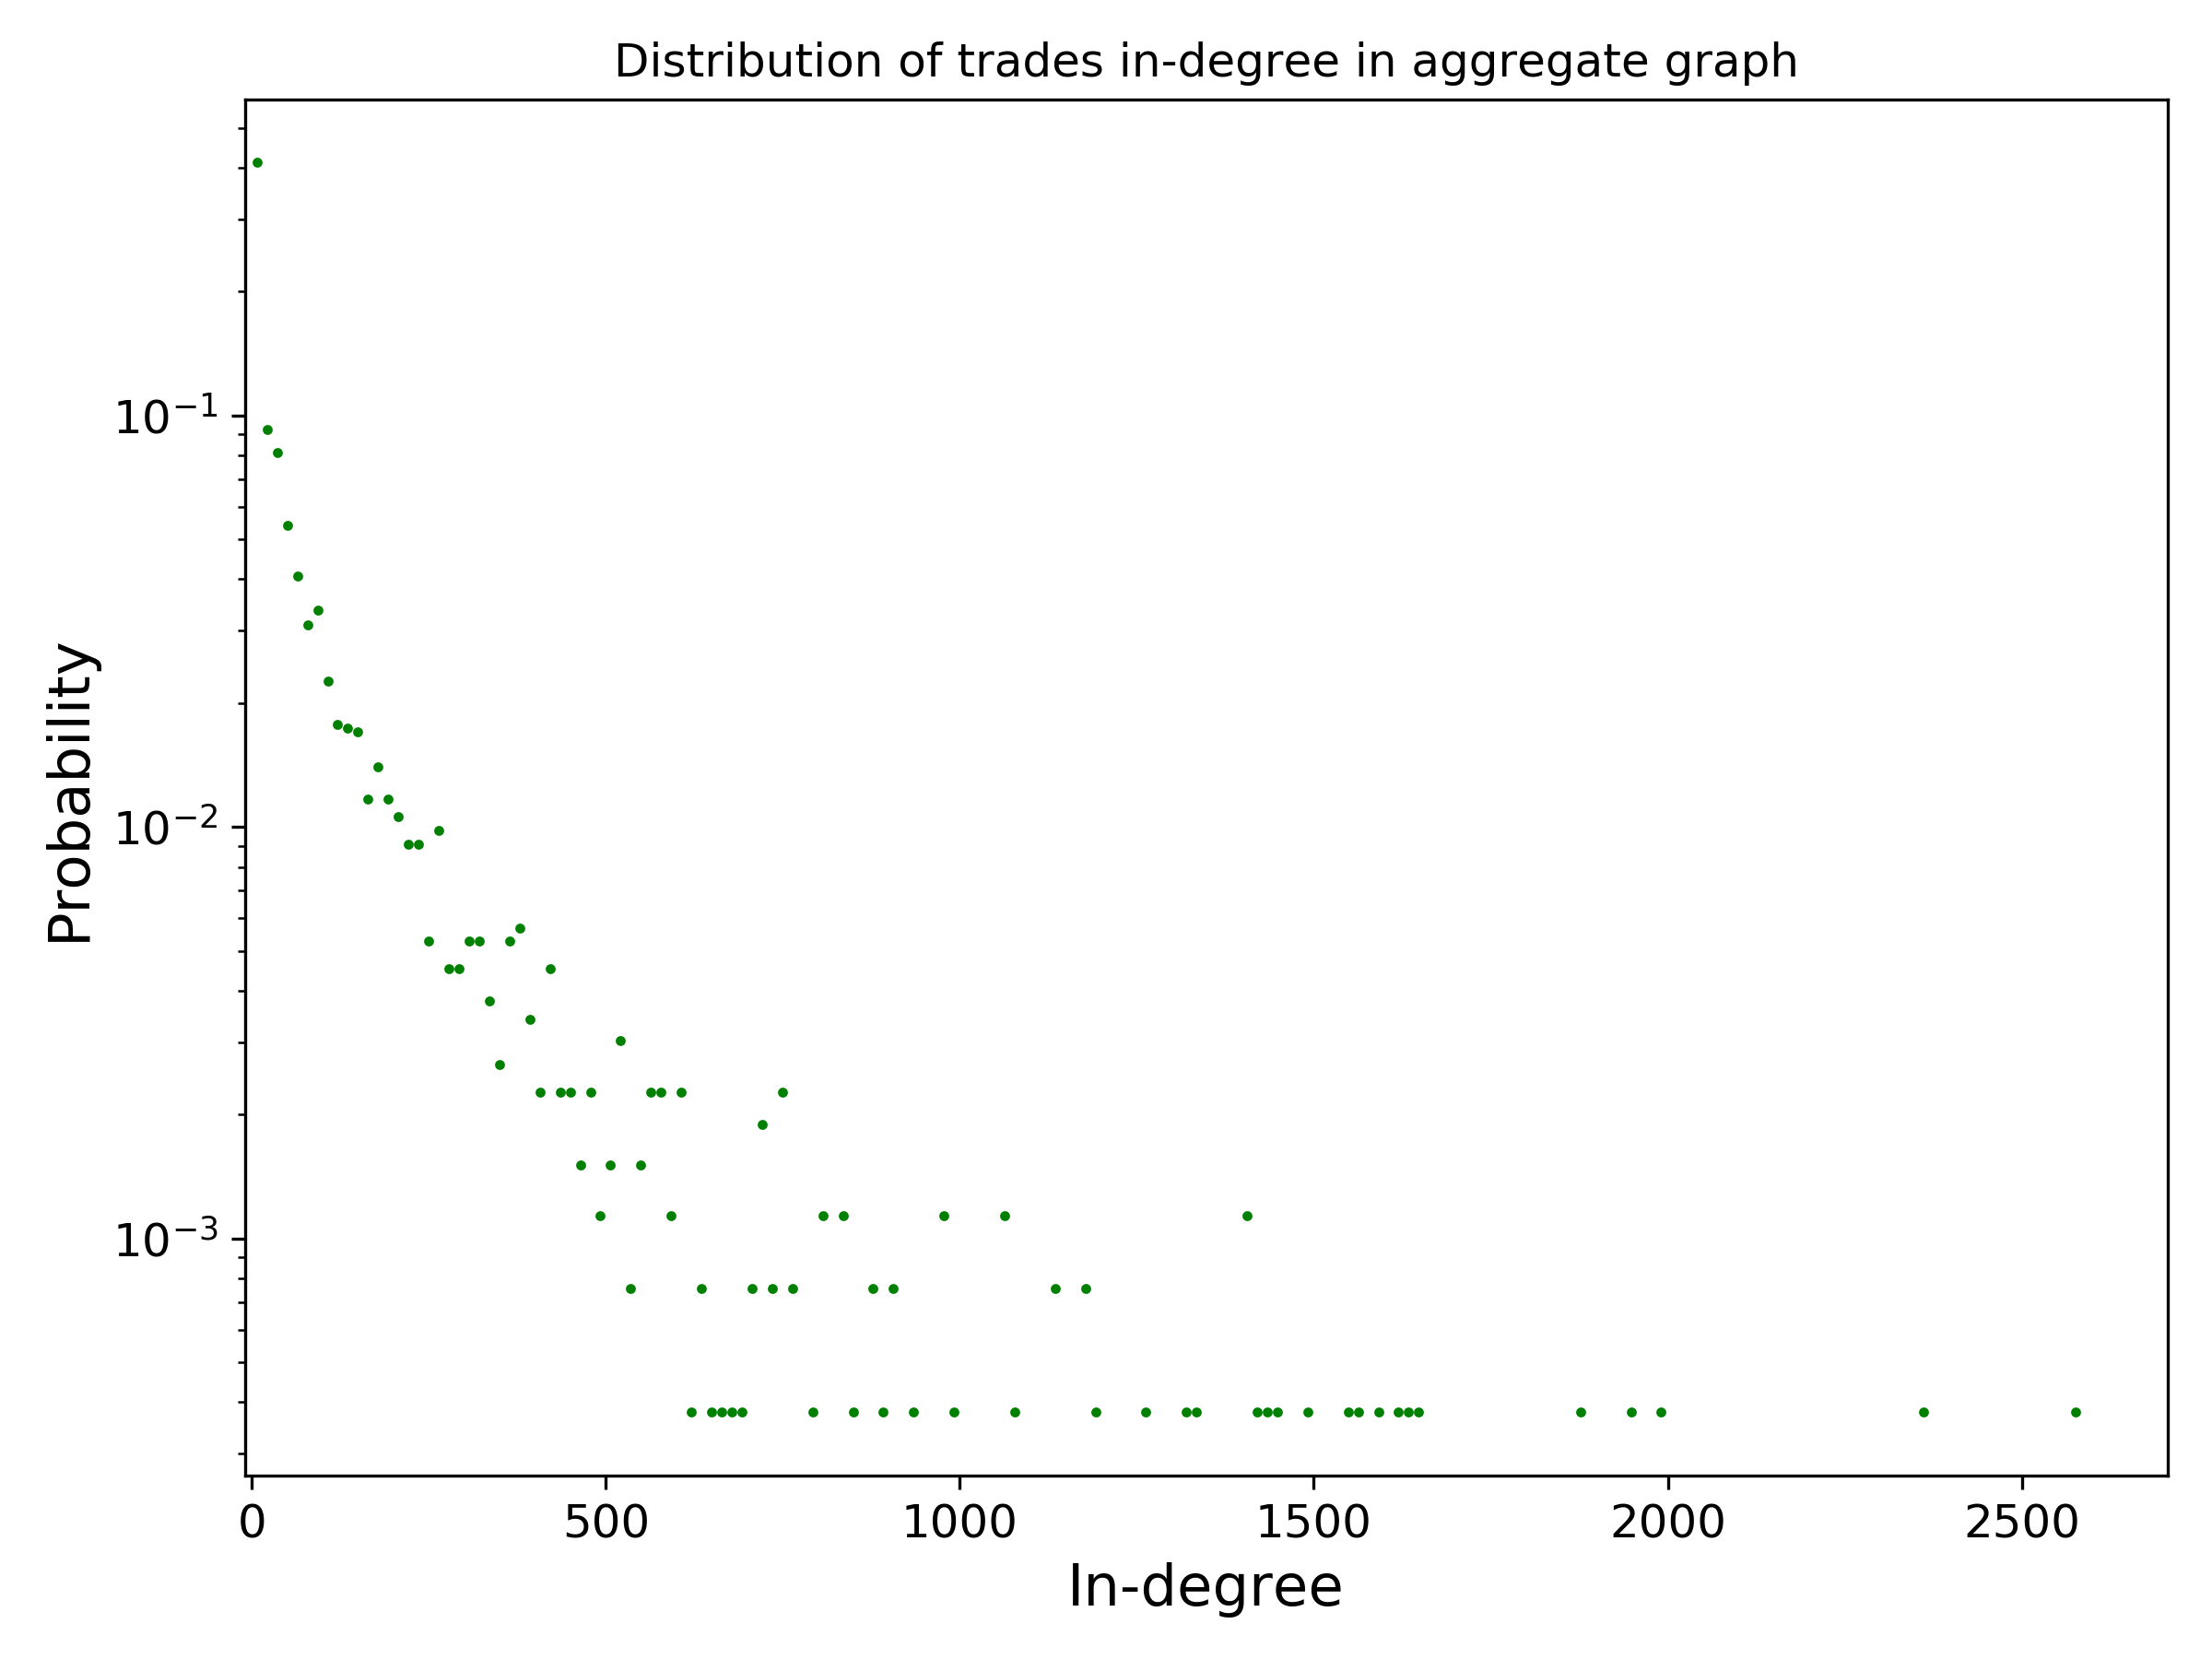 Distribution of trades in-degree in aggregate graph
Probability
10⁻¹
10⁻²
10⁻³
0 500 1000 1500 2000 2500
In-degree